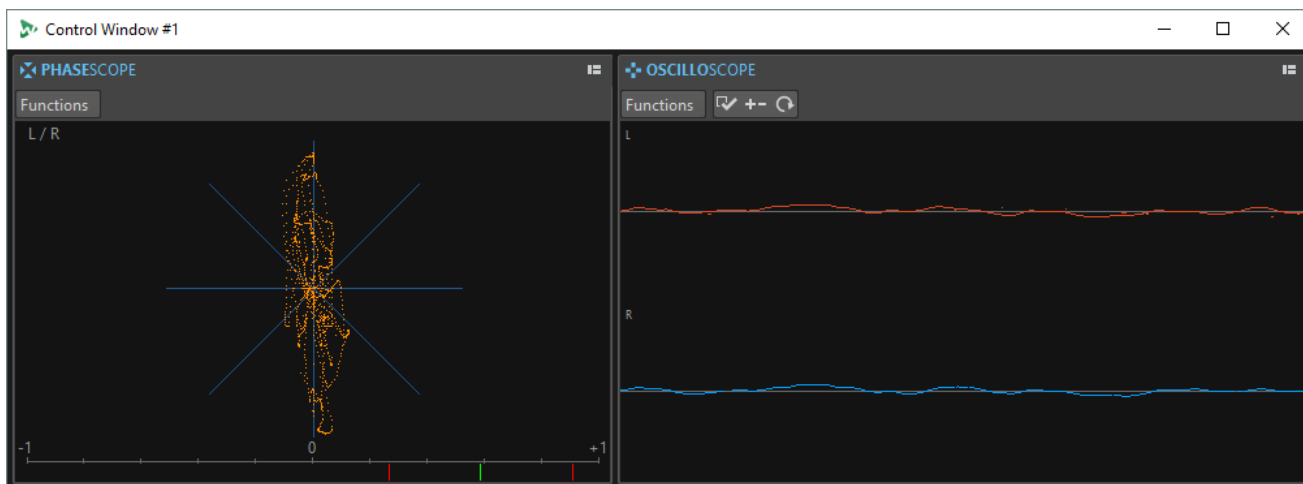 Control Window #1
PHASESCOPE
OSCILLOSCOPE
Functions
Functions
L / R
L
R
-1
0
+1